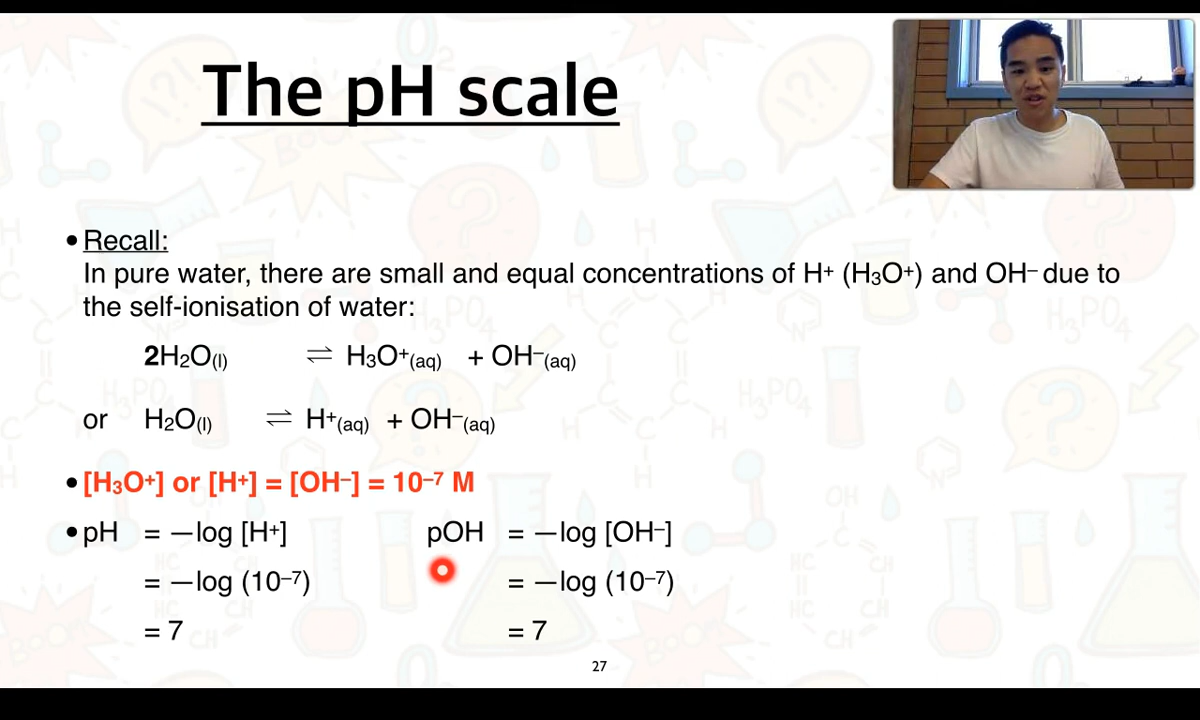 The pH scale
• Recall:
In pure water, there are small and equal concentrations of H⁺ (H₃O⁺) and OH⁻ due to
the self-ionisation of water:
2H₂O(l) ⇌ H₃O⁺(aq) + OH⁻(aq)
or H₂O(l) ⇌ H⁺(aq) + OH⁻(aq)
• [H₃O⁺] or [H⁺] = [OH⁻] = 10⁻⁷ M
• pH = −log [H⁺] pOH = −log [OH⁻]
= −log (10⁻⁷) = −log (10⁻⁷)
= 7 = 7
27